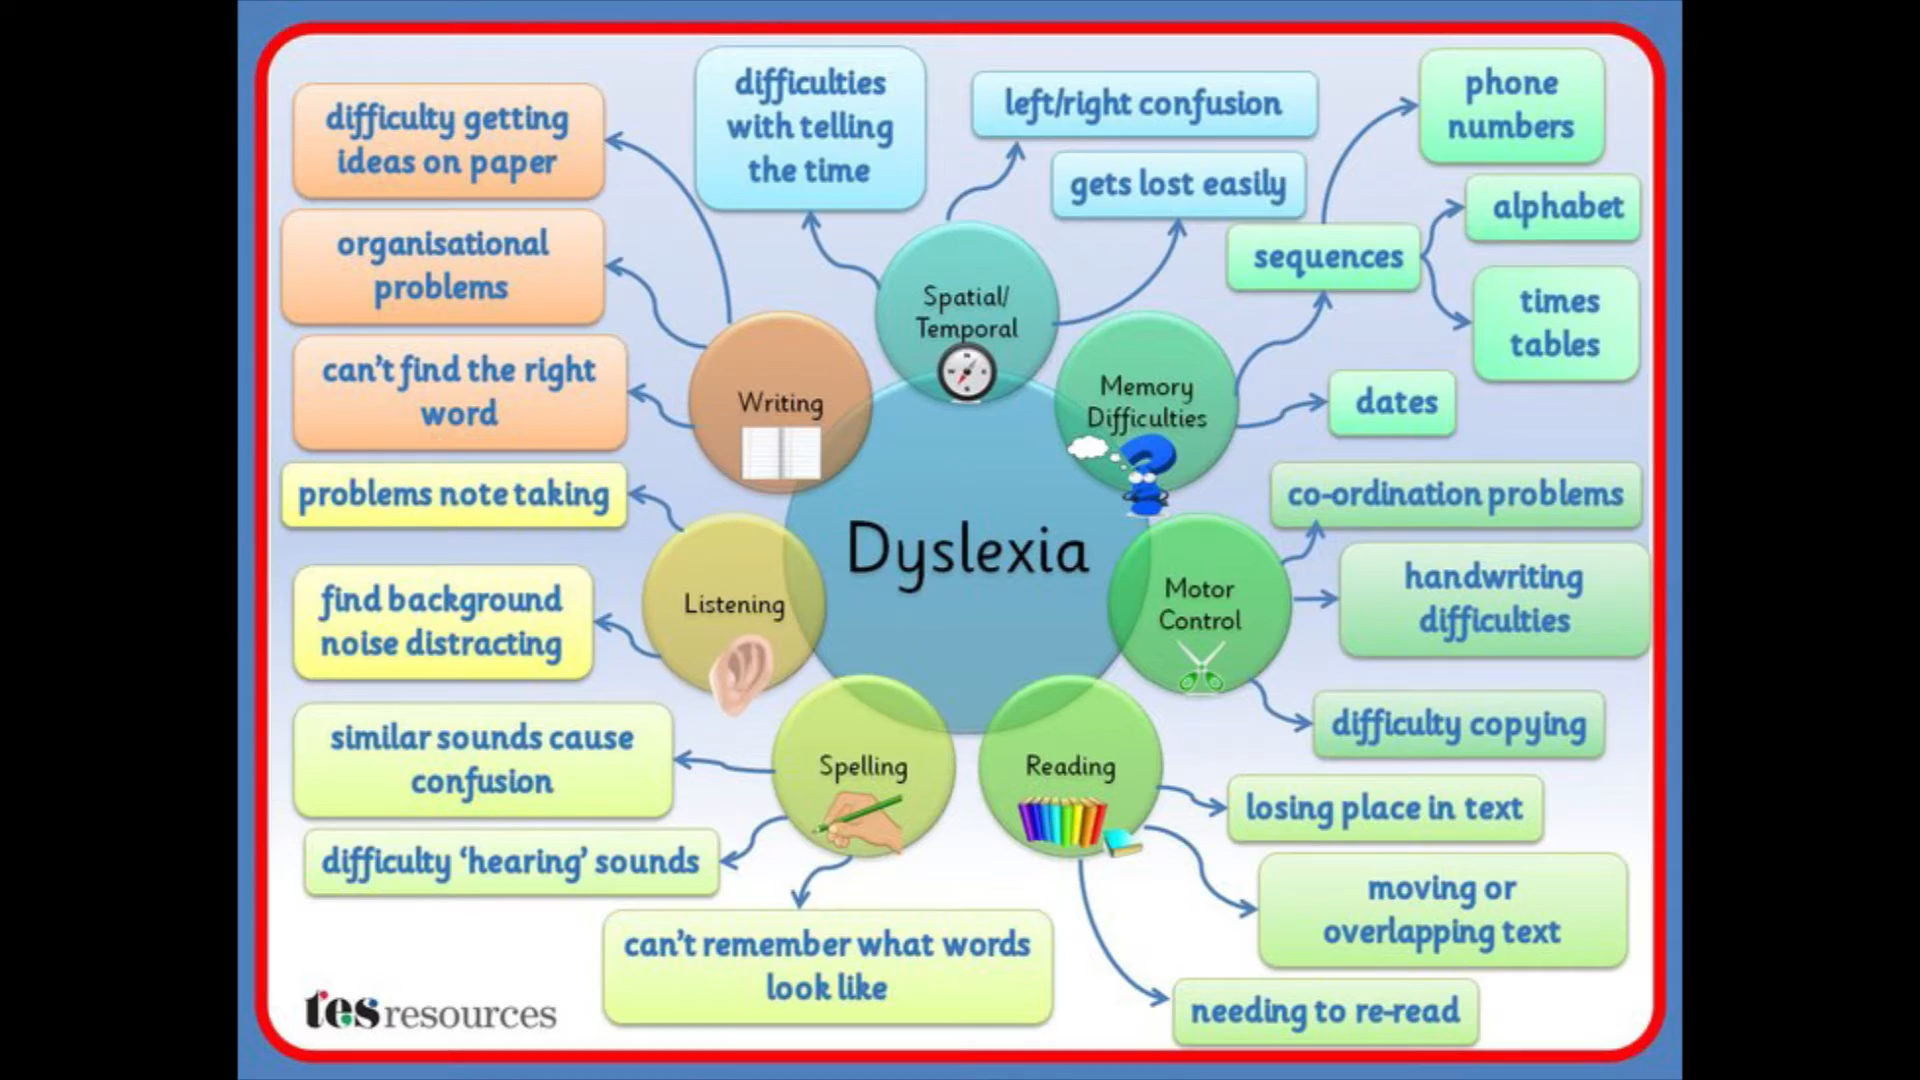 Dyslexia
Spatial/
Temporal
difficulties
with telling
the time
left/right confusion
gets lost easily
Memory
Difficulties
sequences
phone
numbers
alphabet
times
tables
dates
Motor
Control
co-ordination problems
handwriting
difficulties
difficulty copying
Reading
losing place in text
moving or
overlapping text
needing to re-read
Spelling
similar sounds cause
confusion
difficulty ‘hearing’ sounds
can’t remember what words
look like
Listening
problems note taking
find background
noise distracting
Writing
difficulty getting
ideas on paper
organisational
problems
can’t find the right
word
tes resources